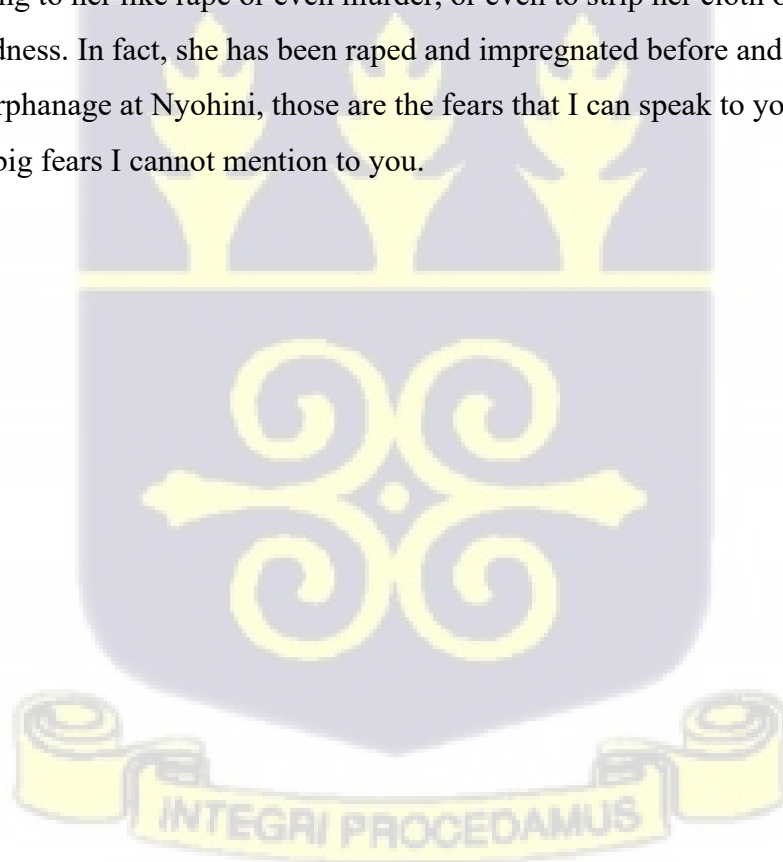 ing to her like rape or even murder, or even to strip her cloth o
dness. In fact, she has been raped and impregnated before and
rphanage at Nyohini, those are the fears that I can speak to yo
big fears I cannot mention to you.
INTEGRI PROCEDAMUS